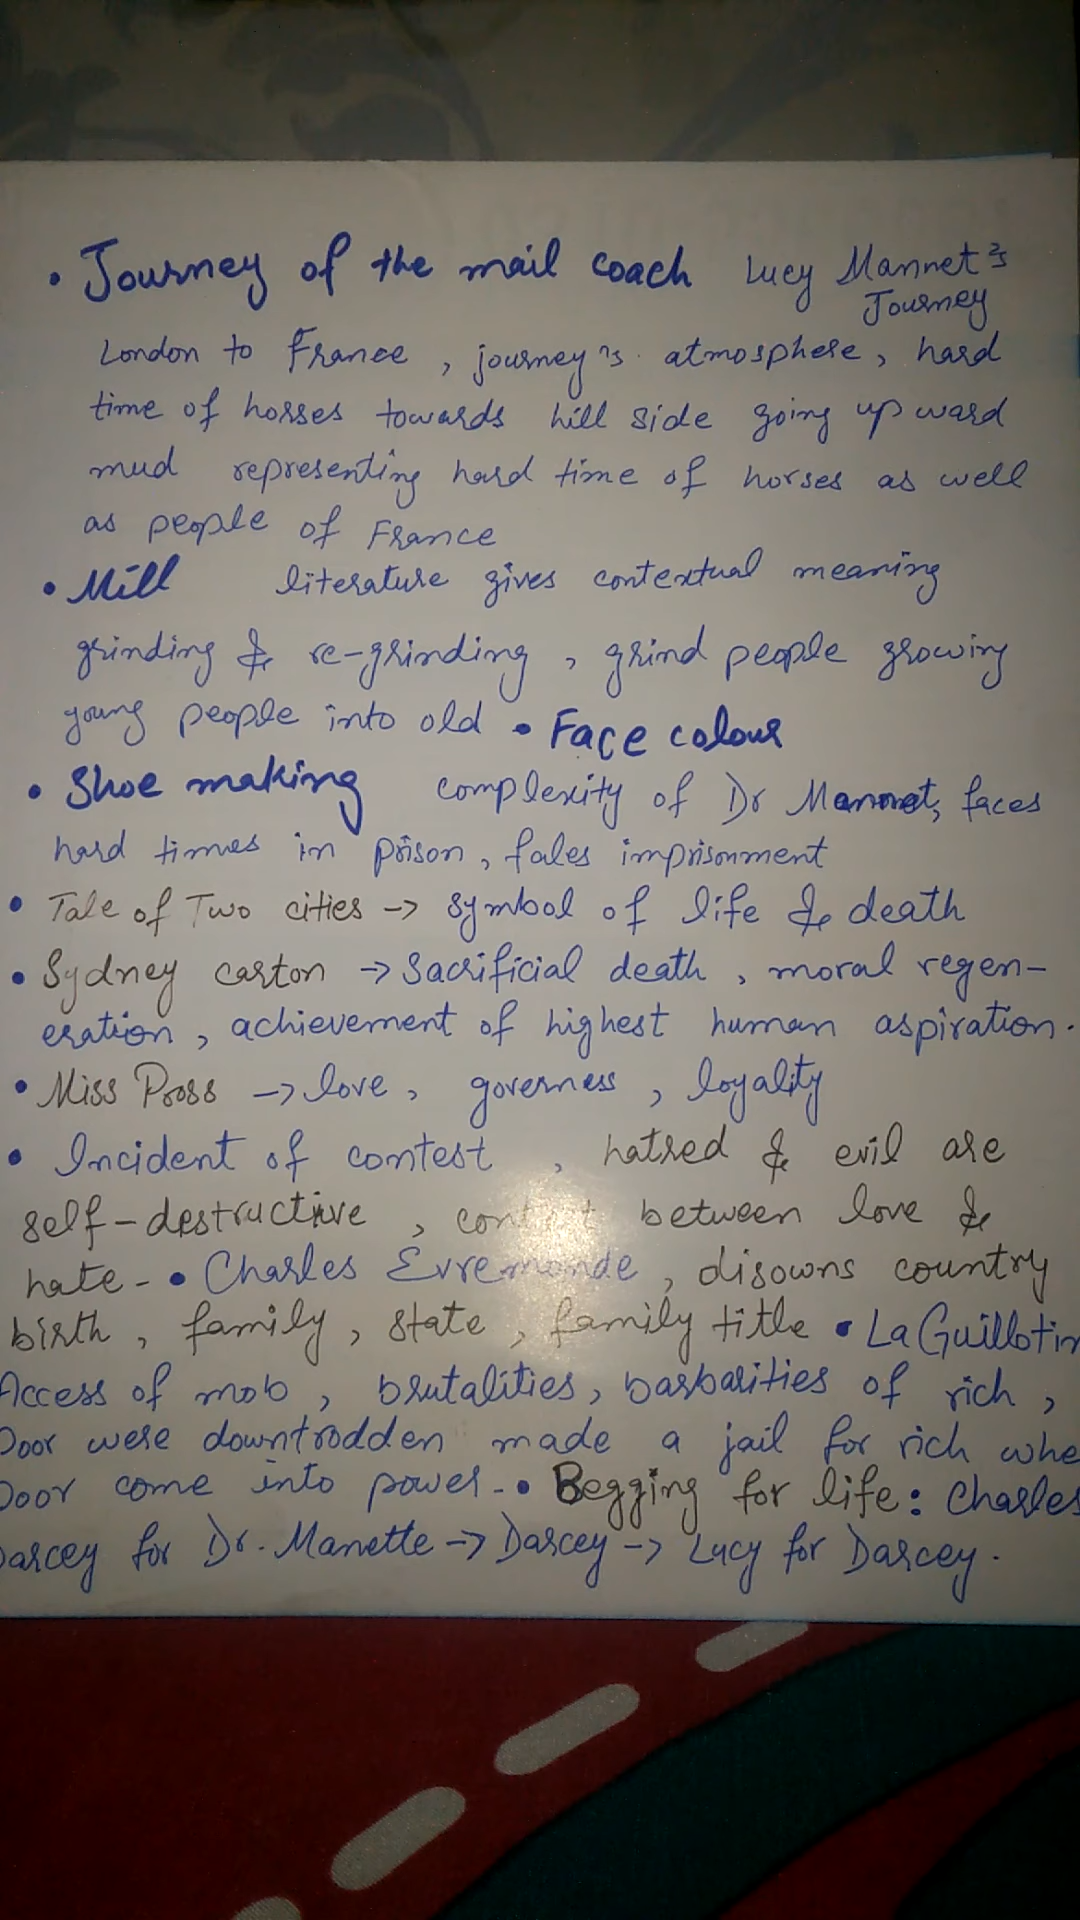 • Journey of the mail coach Lucy Mannet's
Journey
London to France, journey's atmosphere, hard
time of horses towards hill side going upward
mud representing hard time of horses as well
as people of France
• Mill literature gives contextual meaning
grinding & re-grinding, grind people growing
young people into old • Face colour
• Shoe making complexity of Dr Mannet, faces
hard times in prison, fales imprisonment
• Tale of Two cities -> symbol of life & death
• Sydney carton -> Sacrificial death, moral regen-
eration, achievement of highest human aspiration.
• Miss Pross -> love, governess, loyality
• Incident of contest, hatred & evil are
self-destructive, between love &
hate-• Charles Evremonde, disowns country
birth, family, state, family title • La Guillotin
Access of mob, brutalities, barbarities of rich,
Poor were downtrodden made a jail for rich whe
Poor come into power-• Begging for life: Charles
Darcey for Dr. Manette -> Darcey -> Lucy for Darcey.